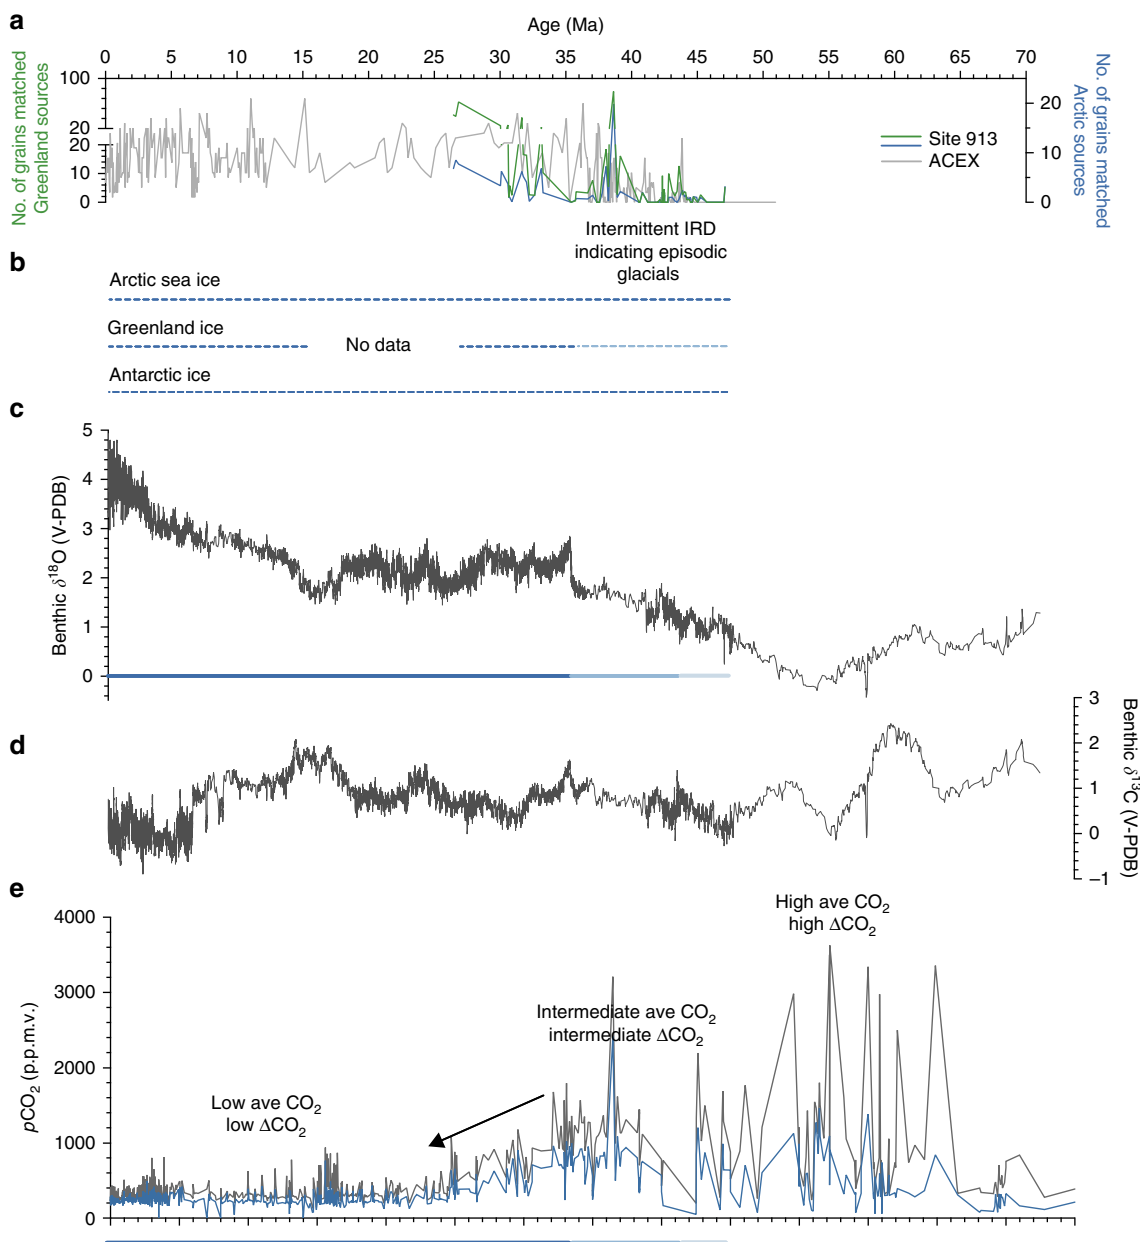 a
Age (Ma)
0 5 10 15 20 25 30 35 40 45 50 55 60 65 70
No. of grains matched
Greenland sources
100
20
20
10
0
20
10
0
No. of grains matched
Arctic sources
Site 913
ACEX
Intermittent IRD
indicating episodic
glacials
b
Arctic sea ice
Greenland ice
No data
Antarctic ice
c
Benthic δ¹⁸O (V-PDB)
5
4
3
2
1
0
d
3
2
1
0
−1
Benthic δ¹³C (V-PDB)
e
pCO₂ (p.p.m.v.)
4000
3000
2000
1000
0
High ave CO₂
high ΔCO₂
Intermediate ave CO₂
intermediate ΔCO₂
Low ave CO₂
low ΔCO₂